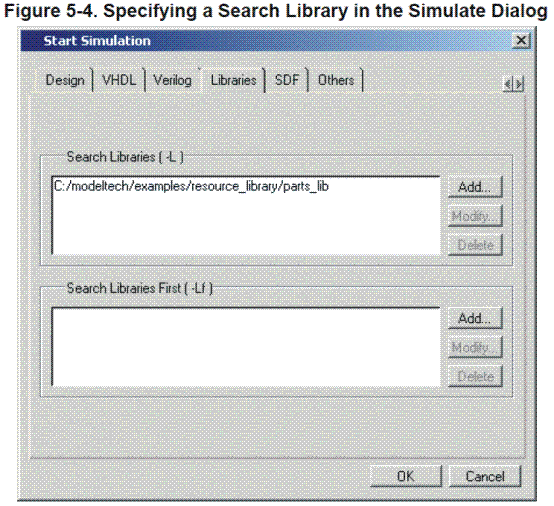 Figure 5-4. Specifying a Search Library in the Simulate Dialog
Start Simulation
Design VHDL Verilog Libraries SDF Others
Search Libraries ( -L )
C:/modeltech/examples/resource_library/parts_lib
Add...
Modify...
Delete
Search Libraries First ( -Lf )
Add...
Modify...
Delete
OK Cancel